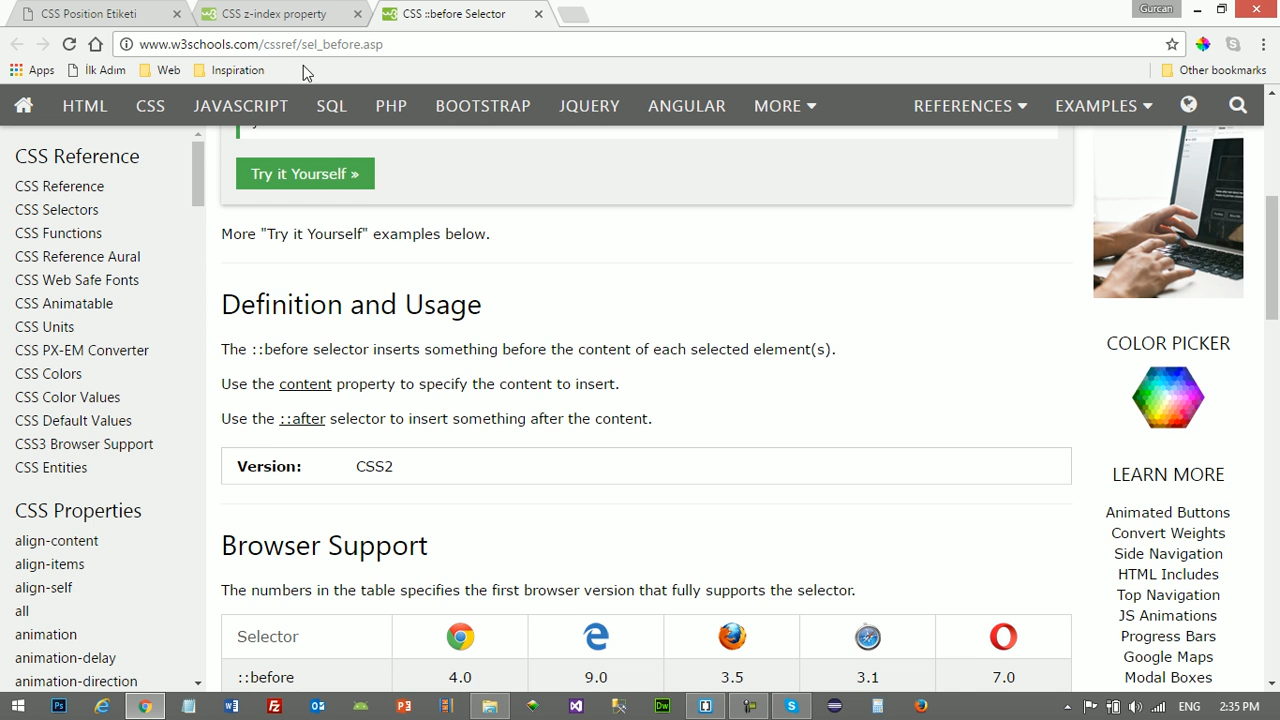 CSS Position Etiketi
CSS z-index property
CSS ::before Selector
Gurcan
www.w3schools.com/cssref/sel_before.asp
Apps
İlk Adım
Web
Inspiration
Other bookmarks
HTML CSS JAVASCRIPT SQL PHP BOOTSTRAP JQUERY ANGULAR MORE REFERENCES EXAMPLES
CSS Reference
CSS Reference
CSS Selectors
CSS Functions
CSS Reference Aural
CSS Web Safe Fonts
CSS Animatable
CSS Units
CSS PX-EM Converter
CSS Colors
CSS Color Values
CSS Default Values
CSS3 Browser Support
CSS Entities
CSS Properties
align-content
align-items
align-self
all
animation
animation-delay
animation-direction
Try it Yourself »
More "Try it Yourself" examples below.
Definition and Usage
The ::before selector inserts something before the content of each selected element(s).
Use the content property to specify the content to insert.
Use the ::after selector to insert something after the content.
Version: CSS2
Browser Support
The numbers in the table specifies the first browser version that fully supports the selector.
Selector
::before 4.0 9.0 3.5 3.1 7.0
COLOR PICKER
LEARN MORE
Animated Buttons
Convert Weights
Side Navigation
HTML Includes
Top Navigation
JS Animations
Progress Bars
Google Maps
Modal Boxes
ENG
2:35 PM